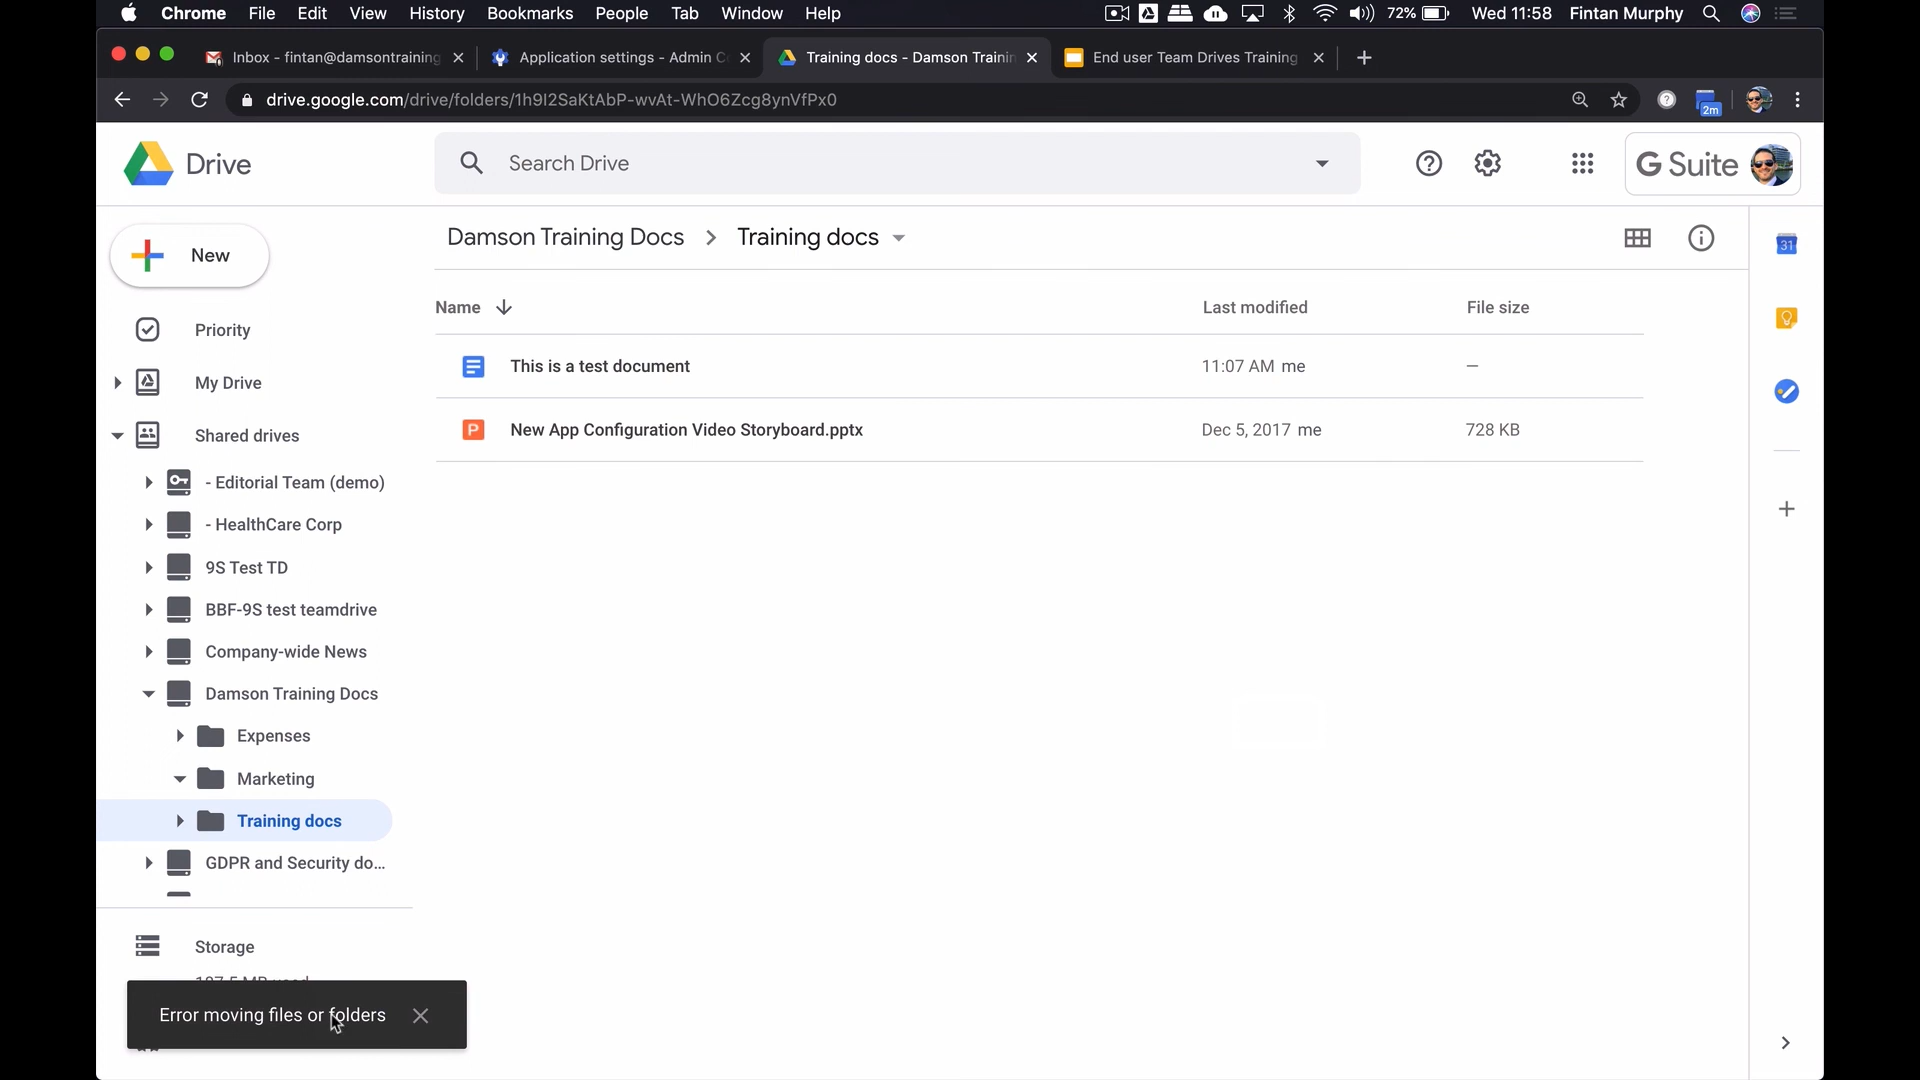 Chrome File Edit View History Bookmarks People Tab Window Help 72% Wed 11:58 Fintan Murphy
Inbox - fintan@damsontraining Application settings - Admin C Training docs - Damson Trainin End user Team Drives Training
drive.google.com/drive/folders/1h9I2SaKtAbP-wvAt-WhO6Zcg8ynVfPx0
2m
Drive
Search Drive
G Suite
New
Damson Training Docs Training docs
31
Name Last modified File size
This is a test document 11:07 AM me –
P New App Configuration Video Storyboard.pptx Dec 5, 2017 me 728 KB
Priority
My Drive
Shared drives
- Editorial Team (demo)
- HealthCare Corp
9S Test TD
BBF-9S test teamdrive
Company-wide News
Damson Training Docs
Expenses
Marketing
Training docs
GDPR and Security do...
Storage
Error moving files or folders